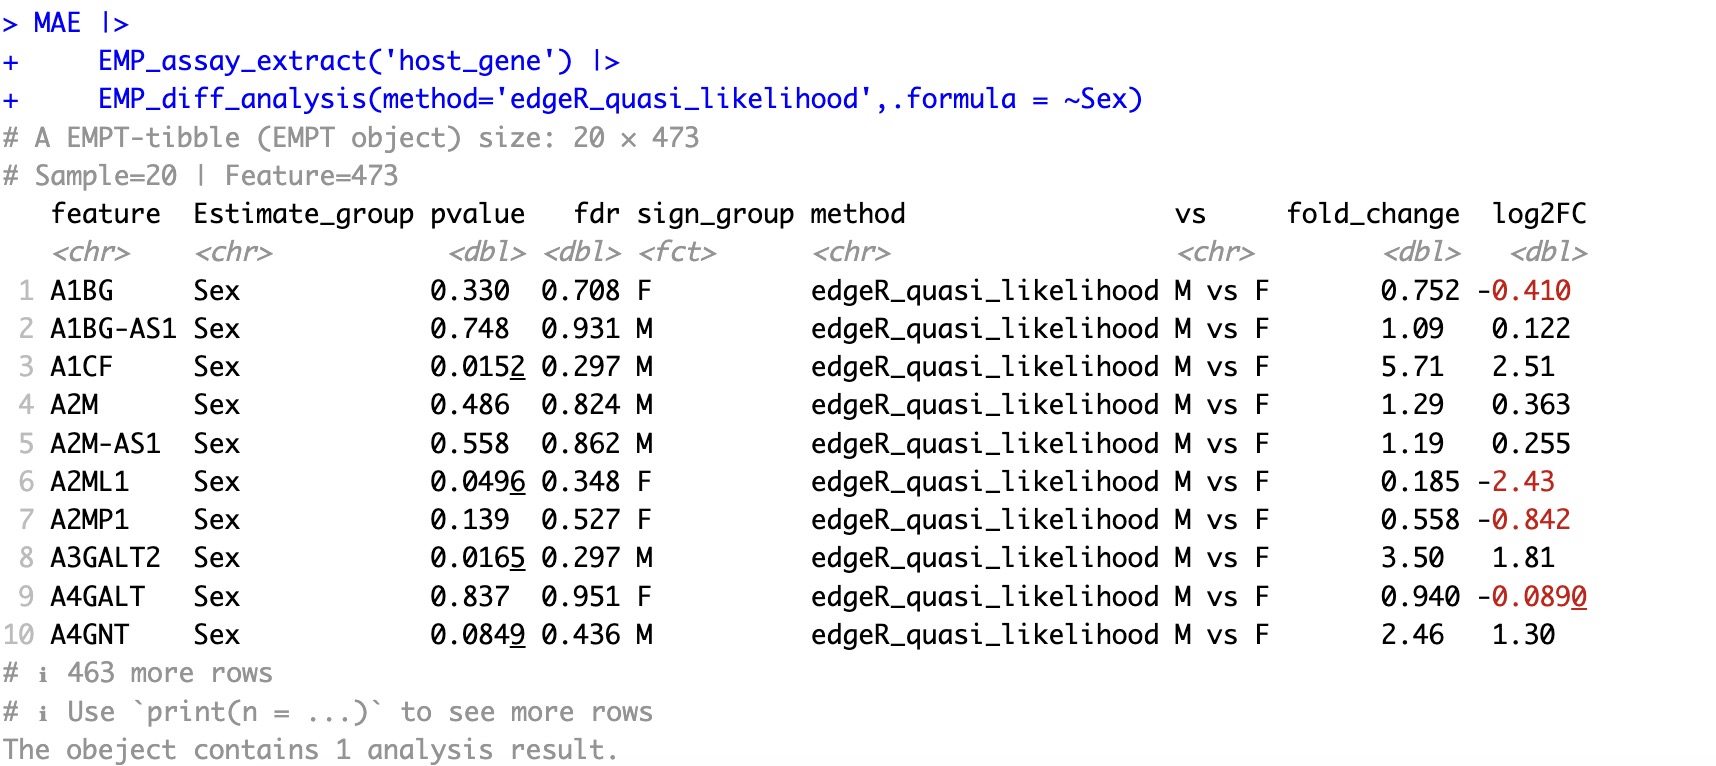 > MAE |>
+     EMP_assay_extract('host_gene') |>
+     EMP_diff_analysis(method='edgeR_quasi_likelihood',.formula = ~Sex)
# A EMPT-tibble (EMPT object) size: 20 × 473
# Sample=20 | Feature=473
   feature  Estimate_group pvalue   fdr sign_group method                 vs     fold_change  log2FC
   <chr>    <chr>           <dbl> <dbl> <fct>      <chr>                  <chr>        <dbl>   <dbl>
 1 A1BG     Sex            0.330  0.708 F          edgeR_quasi_likelihood M vs F       0.752 -0.410
 2 A1BG-AS1 Sex            0.748  0.931 M          edgeR_quasi_likelihood M vs F       1.09   0.122
 3 A1CF     Sex            0.0152 0.297 M          edgeR_quasi_likelihood M vs F       5.71   2.51
 4 A2M      Sex            0.486  0.824 M          edgeR_quasi_likelihood M vs F       1.29   0.363
 5 A2M-AS1  Sex            0.558  0.862 M          edgeR_quasi_likelihood M vs F       1.19   0.255
 6 A2ML1    Sex            0.0496 0.348 F          edgeR_quasi_likelihood M vs F       0.185 -2.43
 7 A2MP1    Sex            0.139  0.527 F          edgeR_quasi_likelihood M vs F       0.558 -0.842
 8 A3GALT2  Sex            0.0165 0.297 M          edgeR_quasi_likelihood M vs F       3.50   1.81
 9 A4GALT   Sex            0.837  0.951 F          edgeR_quasi_likelihood M vs F       0.940 -0.0890
10 A4GNT    Sex            0.0849 0.436 M          edgeR_quasi_likelihood M vs F       2.46   1.30
# ℹ 463 more rows
# ℹ Use `print(n = ...)` to see more rows
The obeject contains 1 analysis result.